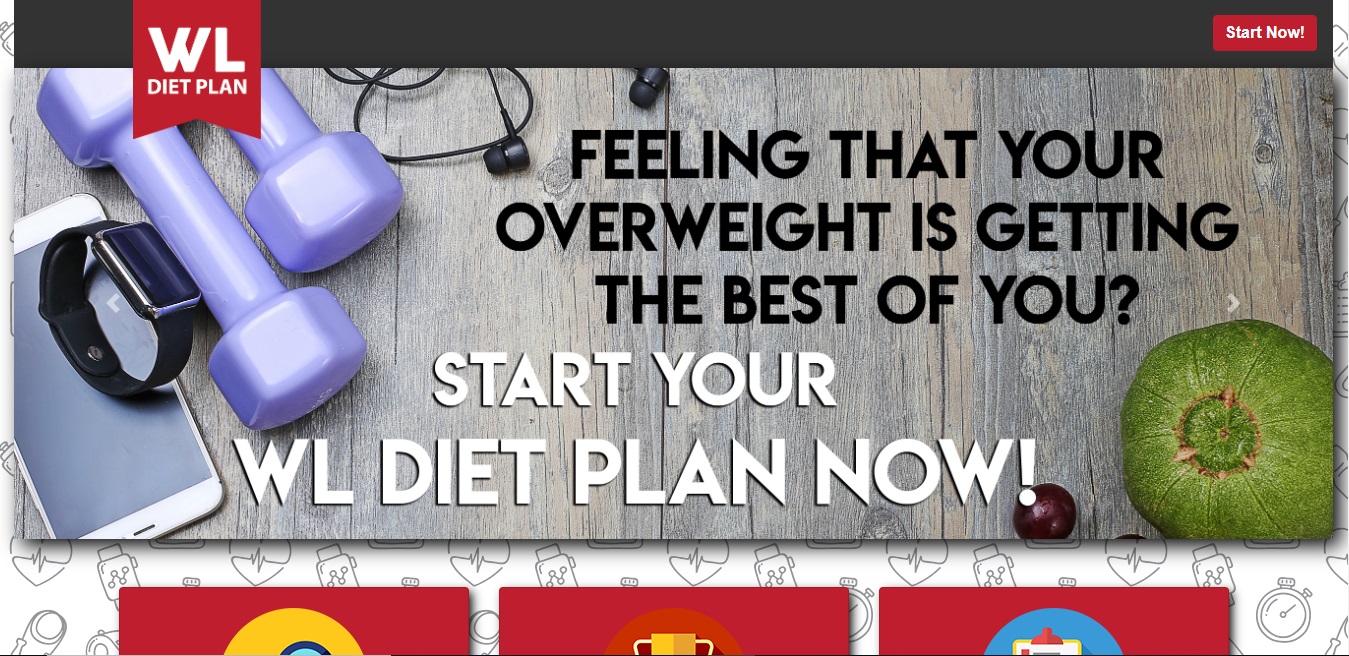 WL
DIET PLAN
Start Now!
FEELING THAT YOUR
OVERWEIGHT IS GETTING
THE BEST OF YOU?
START YOUR
WL DIET PLAN NOW!